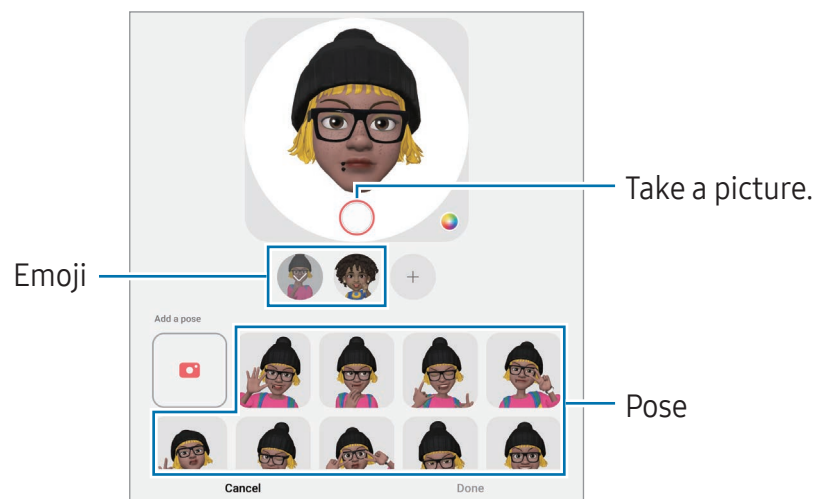 Take a picture.
Emoji
Add a pose
Pose
Cancel
Done